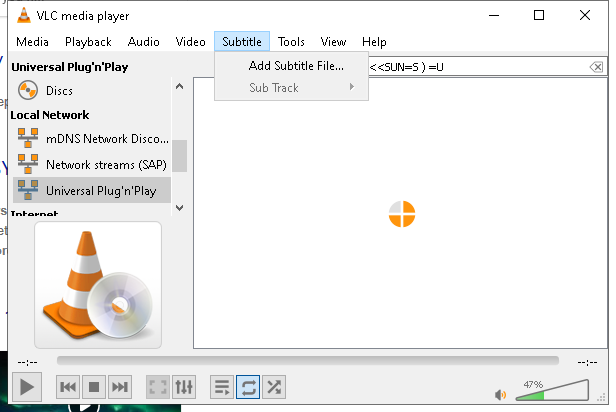 VLC media player
Media Playback Audio Video Subtitle Tools View Help
Universal Plug'n'Play
Add Subtitle File...
<<SUN=S ) =U
Discs
Sub Track
Local Network
mDNS Network Disco...
Network streams (SAP)
Universal Plug'n'Play
Internet
--:--
--:--
47%